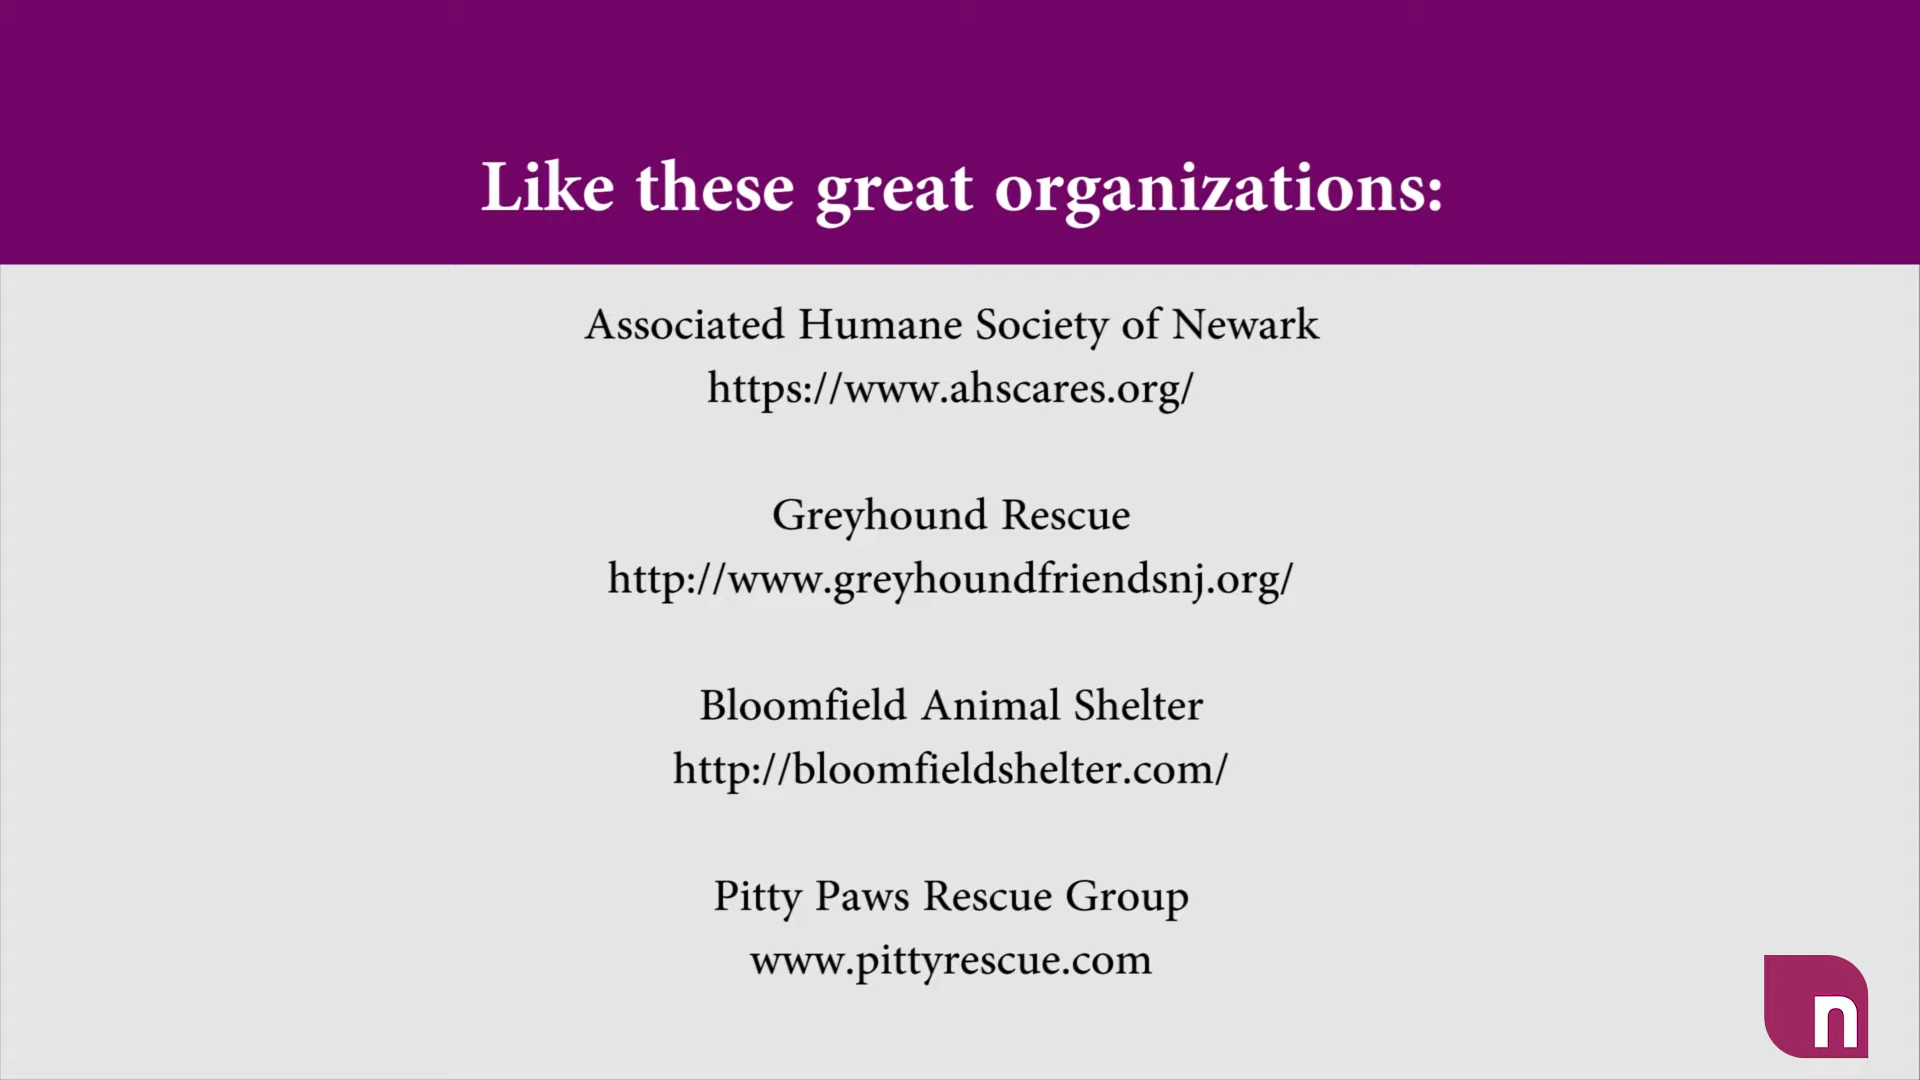 Like these great organizations:
Associated Humane Society of Newark
https://www.ahscares.org/
Greyhound Rescue
http://www.greyhoundfriendsnj.org/
Bloomfield Animal Shelter
http://bloomfieldshelter.com/
Pitty Paws Rescue Group
www.pittyrescue.com
n